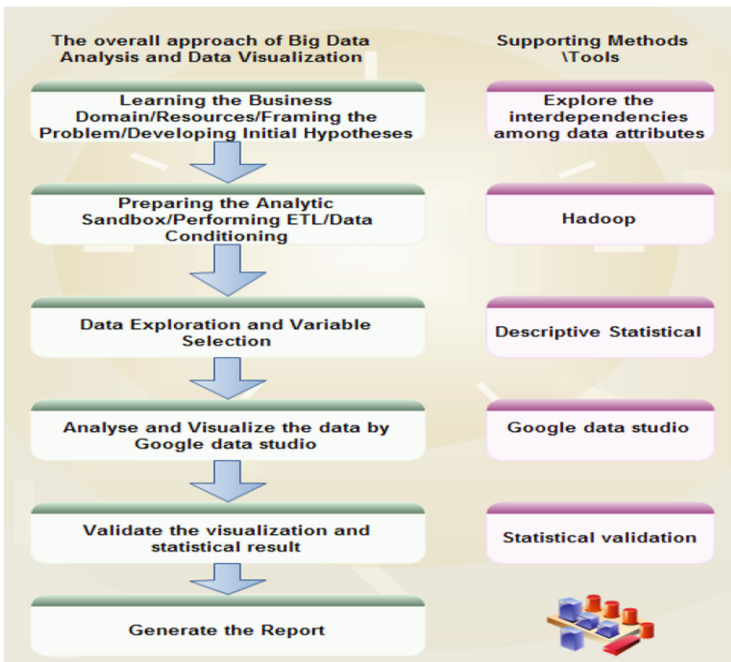 The overall approach of Big Data
Analysis and Data Visualization
Supporting Methods
\Tools
Learning the Business
Domain/Resources/Framing the
Problem/Developing Initial Hypotheses
Explore the
interdependencies
among data attributes
Preparing the Analytic
Sandbox/Performing ETL/Data
Conditioning
Hadoop
Data Exploration and Variable
Selection
Descriptive Statistical
Analyse and Visualize the data by
Google data studio
Google data studio
Validate the visualization and
statistical result
Statistical validation
Generate the Report